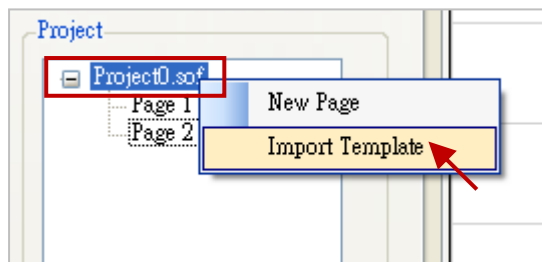 Project
Project0.sof
Page 1
New Page
Page 2
Import Template